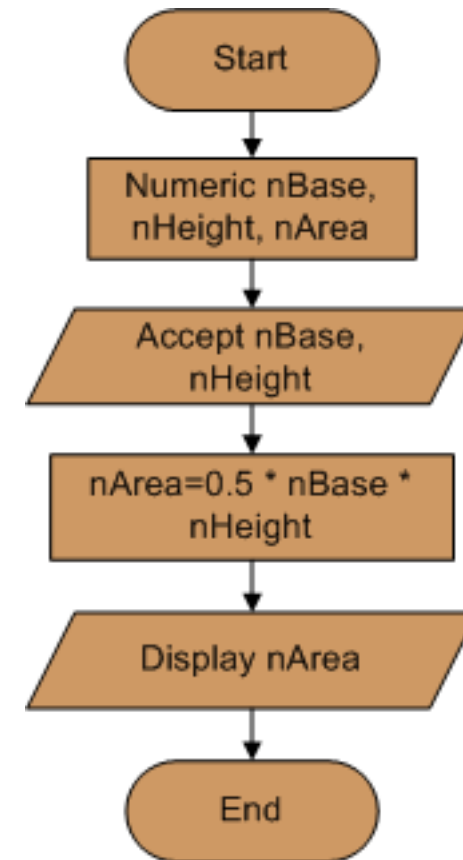 Start
Numeric nBase,
nHeight, nArea
Accept nBase,
nHeight
nArea=0.5 * nBase *
nHeight
Display nArea
End